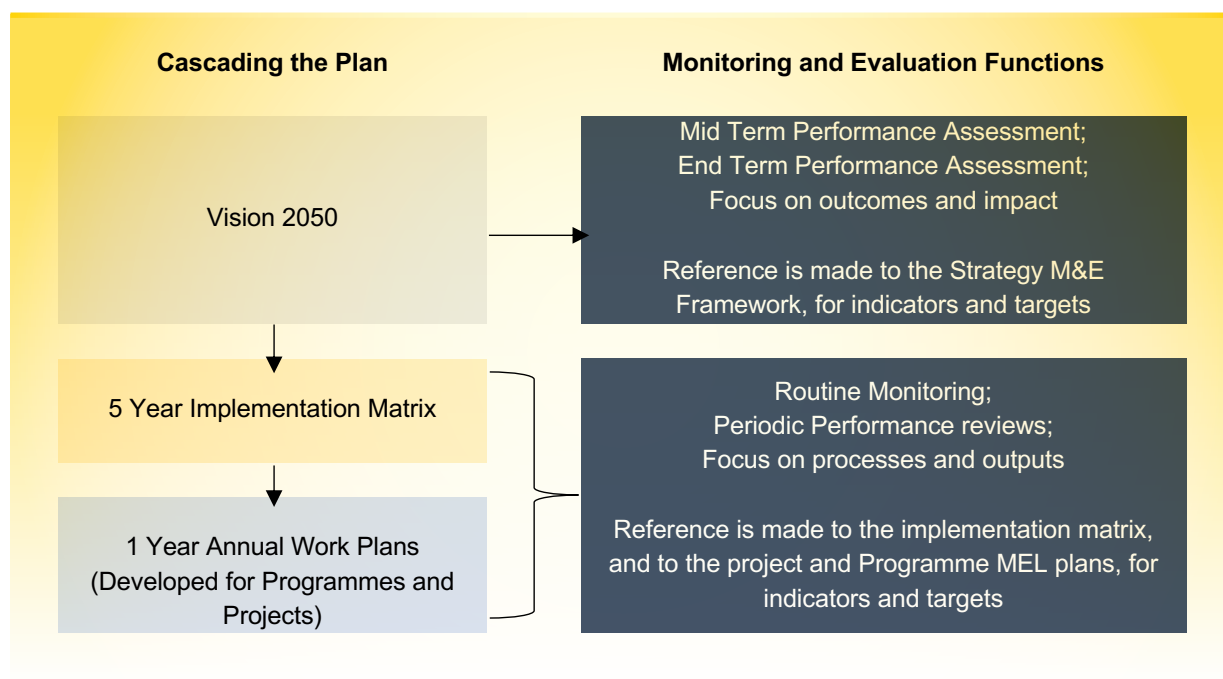 Cascading the Plan
Monitoring and Evaluation Functions
Vision 2050
Mid Term Performance Assessment;
End Term Performance Assessment;
Focus on outcomes and impact
Reference is made to the Strategy M&E
Framework, for indicators and targets
5 Year Implementation Matrix
1 Year Annual Work Plans
(Developed for Programmes and
Projects)
Routine Monitoring;
Periodic Performance reviews;
Focus on processes and outputs
Reference is made to the implementation matrix,
and to the project and Programme MEL plans, for
indicators and targets